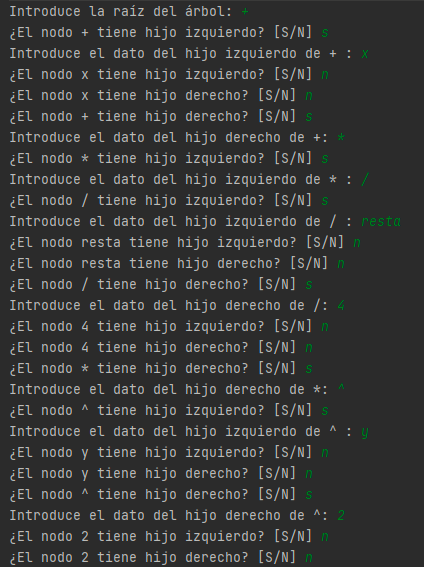 Introduce la raíz del árbol: +
¿El nodo + tiene hijo izquierdo? [S/N] s
Introduce el dato del hijo izquierdo de + : x
¿El nodo x tiene hijo izquierdo? [S/N] n
¿El nodo x tiene hijo derecho? [S/N] n
¿El nodo + tiene hijo derecho? [S/N] s
Introduce el dato del hijo derecho de +: *
¿El nodo * tiene hijo izquierdo? [S/N] s
Introduce el dato del hijo izquierdo de * : /
¿El nodo / tiene hijo izquierdo? [S/N] s
Introduce el dato del hijo izquierdo de / : resta
¿El nodo resta tiene hijo izquierdo? [S/N] n
¿El nodo resta tiene hijo derecho? [S/N] n
¿El nodo / tiene hijo derecho? [S/N] s
Introduce el dato del hijo derecho de /: 4
¿El nodo 4 tiene hijo izquierdo? [S/N] n
¿El nodo 4 tiene hijo derecho? [S/N] n
¿El nodo * tiene hijo derecho? [S/N] s
Introduce el dato del hijo derecho de *: ^
¿El nodo ^ tiene hijo izquierdo? [S/N] s
Introduce el dato del hijo izquierdo de ^ : y
¿El nodo y tiene hijo izquierdo? [S/N] n
¿El nodo y tiene hijo derecho? [S/N] n
¿El nodo ^ tiene hijo derecho? [S/N] s
Introduce el dato del hijo derecho de ^: 2
¿El nodo 2 tiene hijo izquierdo? [S/N] n
¿El nodo 2 tiene hijo derecho? [S/N] n